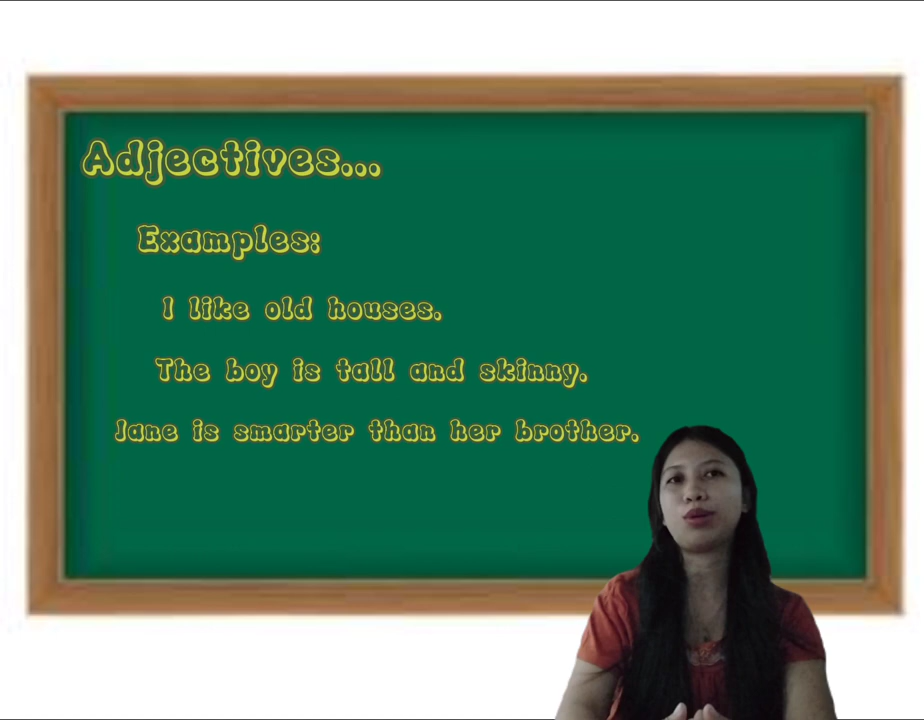 Adjectives...
Examples:
I like old houses.
The boy is tall and skinny.
Jane is smarter than her brother.